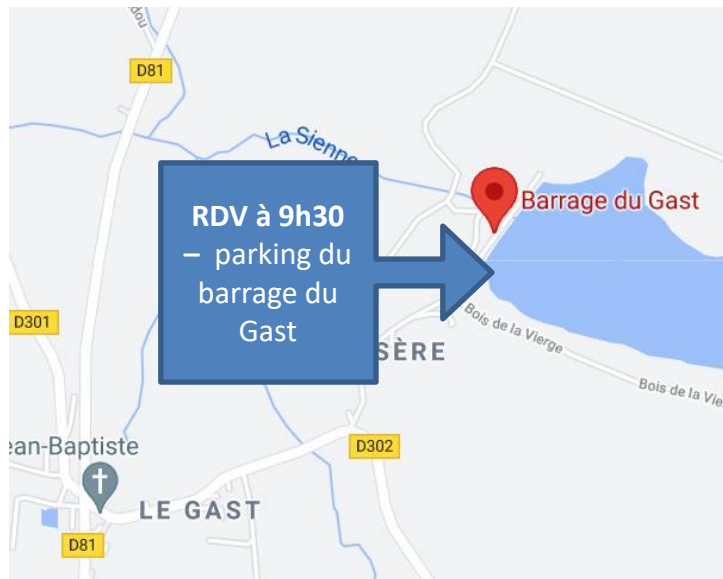 dou
D81
La Sienne
RDV à 9h30
– parking du
barrage du
Gast
Barrage du Gast
D301
SÈRE
Bois de la Vierge
Bois de la Vie
ean-Baptiste
D302
LE GAST
D81